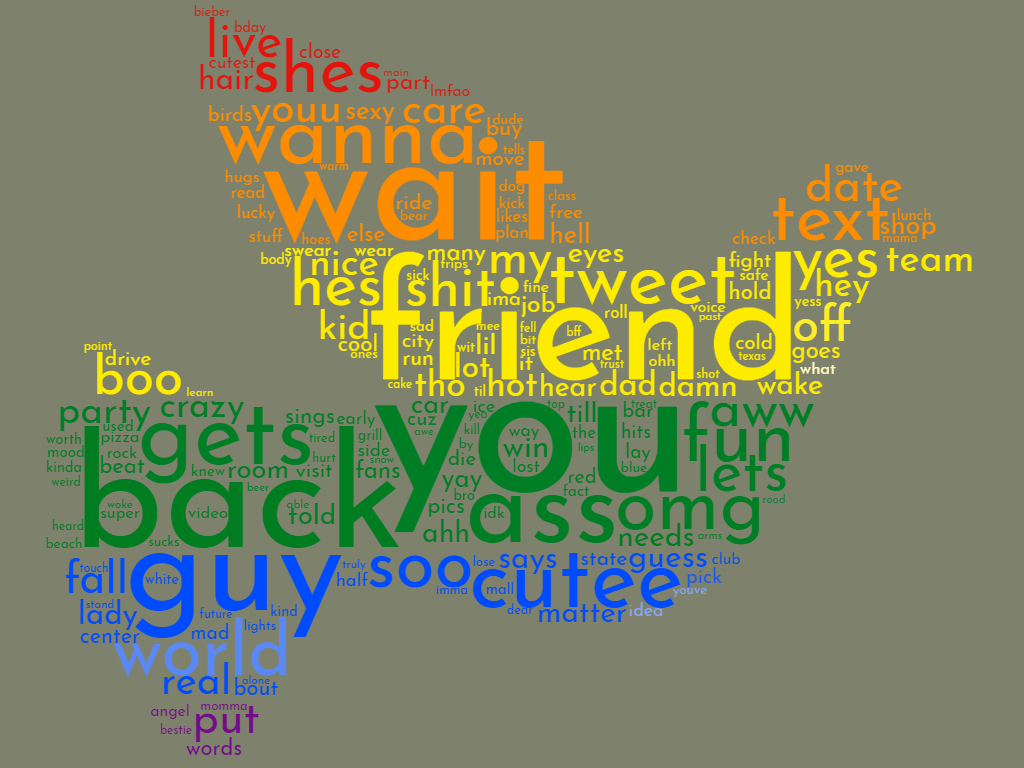 bieber
live bday
cutest close
hair shes main part lmfao
birds youu sexy care dude
wanna buy
warm wait move tells
hugs dog class
read ride kick
lucky bear likes free
stuff hoes else plan hell
gave
date
text lunch
check shop
mama
body swear wear many my eyes
hes nice sick shit trips tweet fight yes team
ima fine job safe hey
hold
kid friend roll voice yess
past off
cool sad mee fell bff
ones city lil bit met left cold goes
run wit sis ohh texas what
lot it trust shot
cake tho til hot hear dad damn wake
point
drive
boo learn
party crazy sings early car ice you top till treat bar faww
used cuz yea
worth pizza gets tired grill awe kill way the hits fun
mood rock hurt side by win lips lay
kinda beat knew room visit snow fans die lost blue lets
weird beer yay red
back bro fact
woke able pics ass omg road
super video told idk
heard ahh
beach sucks needs arms
touch guy truly soo lose says state guess club
fall white half imma mall cutee pick
youve
stand future kind dear matter idea
lady
center mad lights
world
real alone
bout
angel momma
put
bestie
words